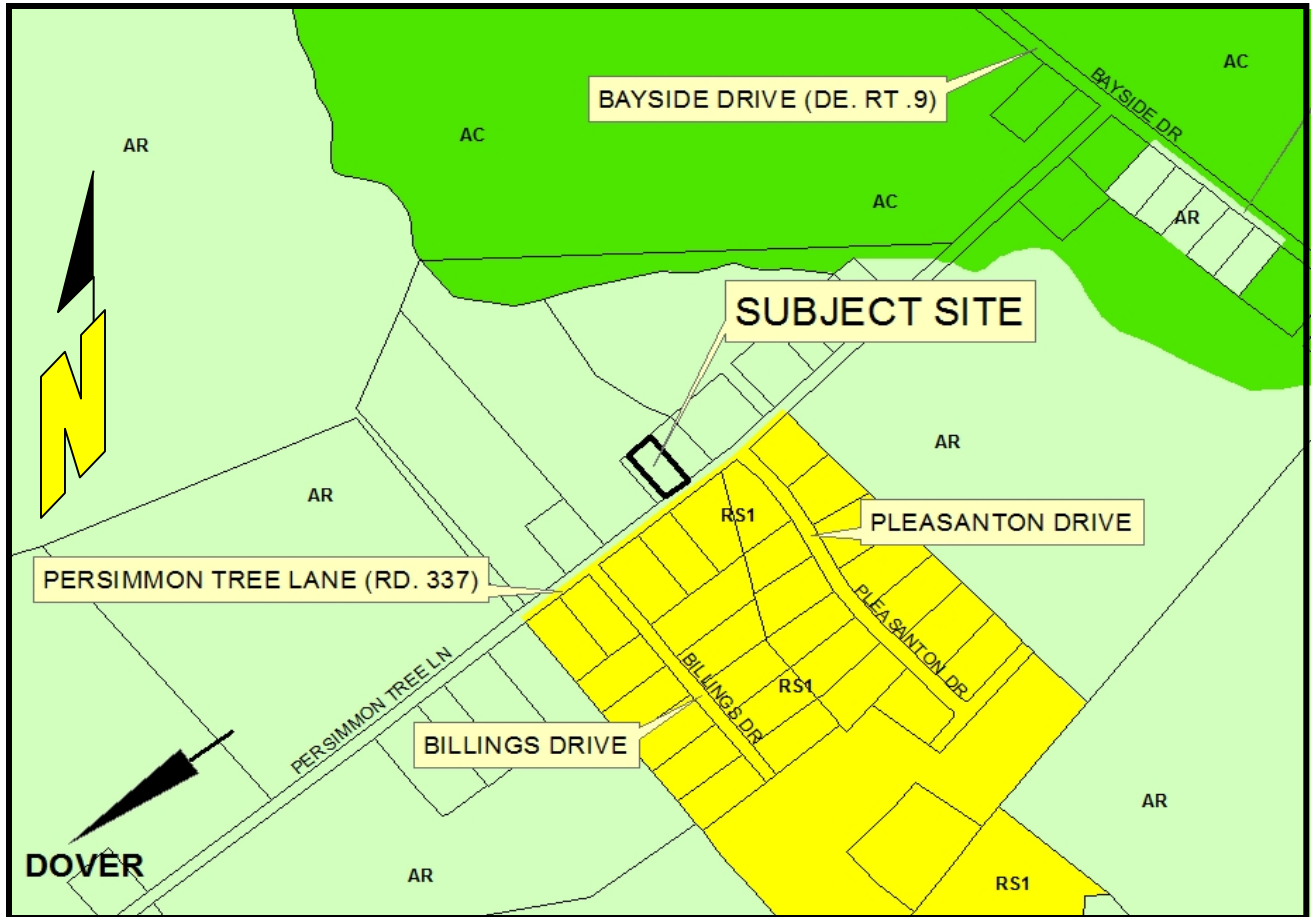 AC
BAYSIDE DRIVE (DE. RT .9)
BAYSIDE DR
AR
AC
AC
AR
SUBJECT SITE
N
AR
AR
RS1
PLEASANTON DRIVE
PERSIMMON TREE LANE (RD. 337)
PLEASANTON DR
PERSIMMON TREE LN
BILLINGS DR
RS1
BILLINGS DRIVE
AR
DOVER
AR
RS1